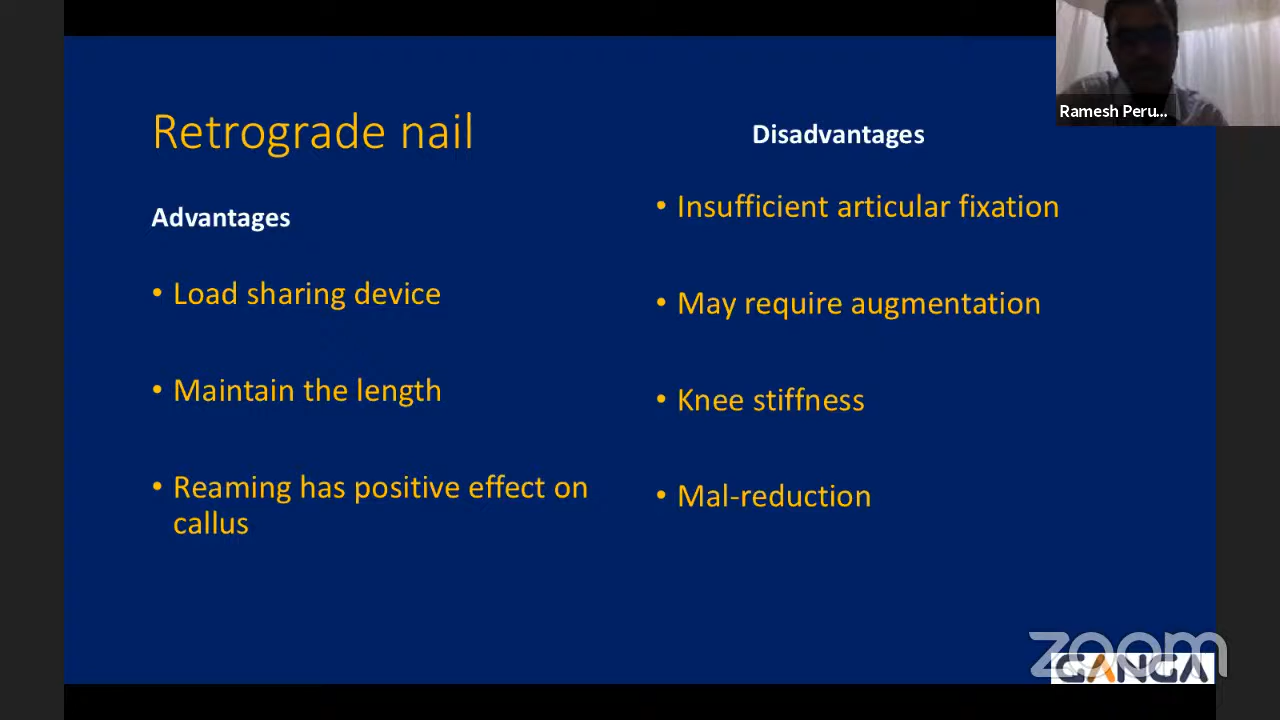 Ramesh Peru...
Retrograde nail
Advantages
• Load sharing device
• Maintain the length
• Reaming has positive effect on
callus
Disadvantages
• Insufficient articular fixation
• May require augmentation
• Knee stiffness
• Mal-reduction
zoom
GANGA